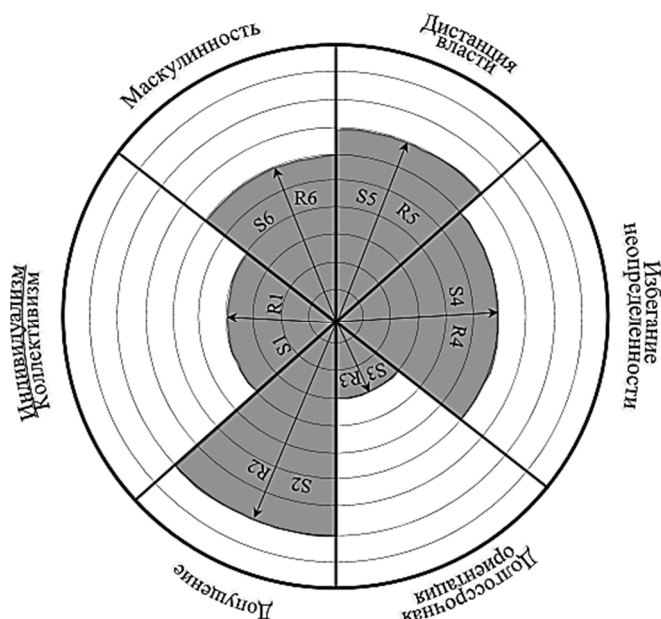 Маскулинность
Дистанция
власти
Избегание
неопределенности
Долгоссрочная
ориентация
Допущение
Индивидуализм
Коллективизм
S6
R6
S5
R5
S4
R4
S3
R3
S2
R2
S1
R1